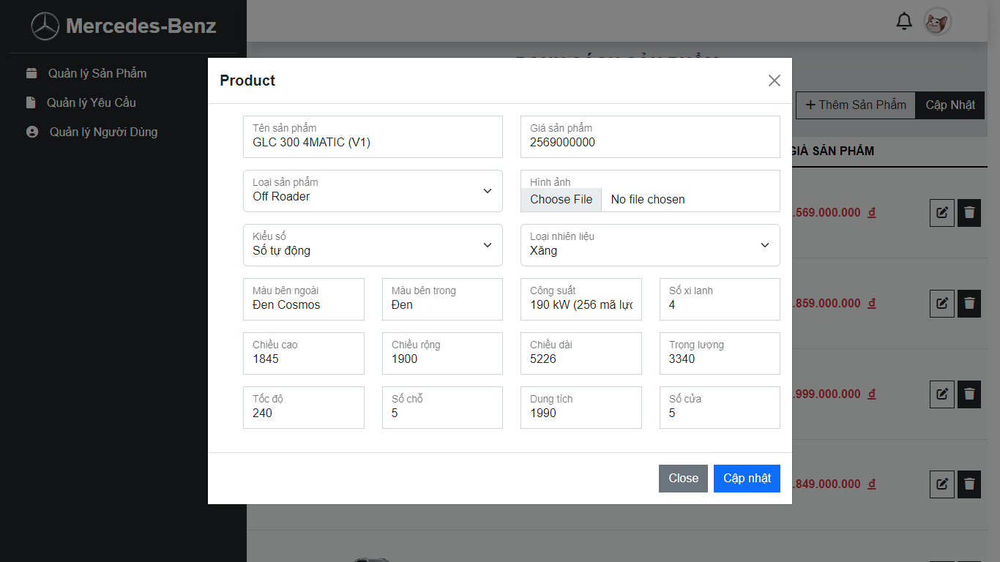 Mercedes-Benz
Quản lý Sản Phẩm
Quản lý Yêu Cầu
Quản lý Người Dùng
DANH SÁCH SẢN PHẨM
Thêm Sản Phẩm
Cập Nhật
GIÁ SẢN PHẨM
.569.000.000 đ
.859.000.000 đ
.999.000.000 đ
.849.000.000 đ
Product
Tên sản phẩm
GLC 300 4MATIC (V1)
Giá sản phẩm
2569000000
Loại sản phẩm
Off Roader
Hình ảnh
Choose File No file chosen
Kiểu số
Số tự động
Loại nhiên liệu
Xăng
Màu bên ngoài
Đen Cosmos
Màu bên trong
Đen
Công suất
190 kW (256 mã lực
Số xi lanh
4
Chiều cao
1845
Chiều rộng
1900
Chiều dài
5226
Trọng lượng
3340
Tốc độ
240
Số chỗ
5
Dung tích
1990
Số cửa
5
Close
Cập nhật